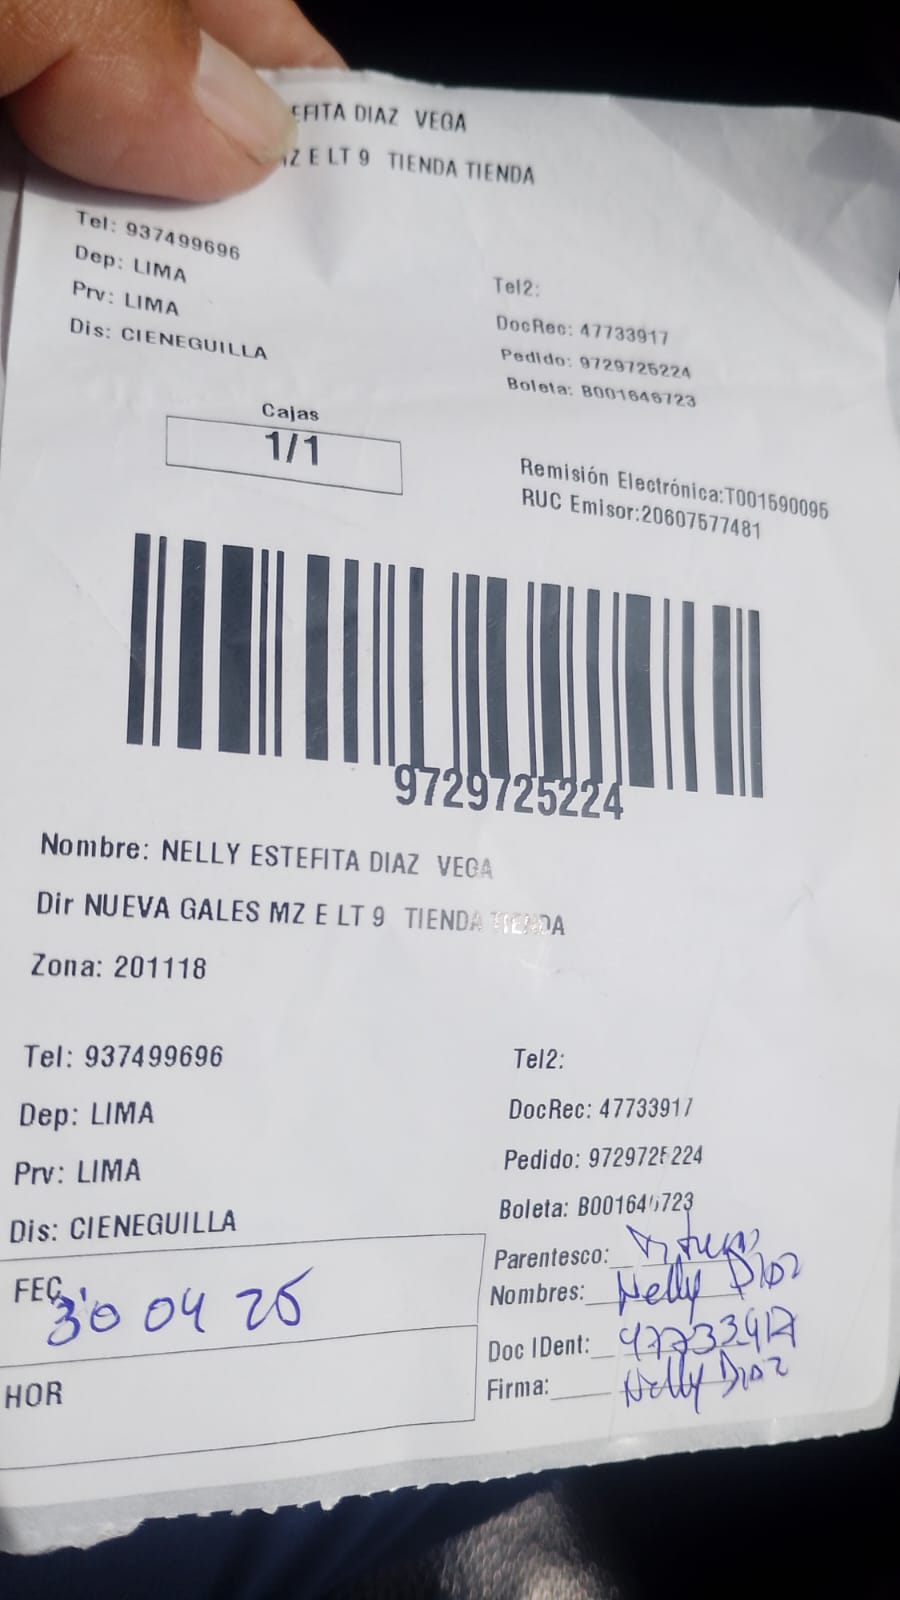 EFITA DIAZ VEGA
MZ E LT 9 TIENDA TIENDA
Tel: 937499696
Dep: LIMA
Prv: LIMA
Dis: CIENEGUILLA
Tel2:
DocRec: 47733917
Pedido: 9729725224
Boleta: B001646723
Cajas
1/1
Remisión Electrónica:T001590095
RUC Emisor:20607577481
9729725224
Nombre: NELLY ESTEFITA DIAZ VEGA
Dir NUEVA GALES MZ E LT 9 TIENDA TIENDA
Zona: 201118
Tel: 937499696
Dep: LIMA
Prv: LIMA
Dis: CIENEGUILLA
Tel2:
DocRec: 47733917
Pedido: 9729725224
Boleta: B001646723
FEC
30 04 25
HOR
Parentesco:
Nombres: Nelly Diaz
Doc IDent: 47733917
Firma: Nelly Diaz